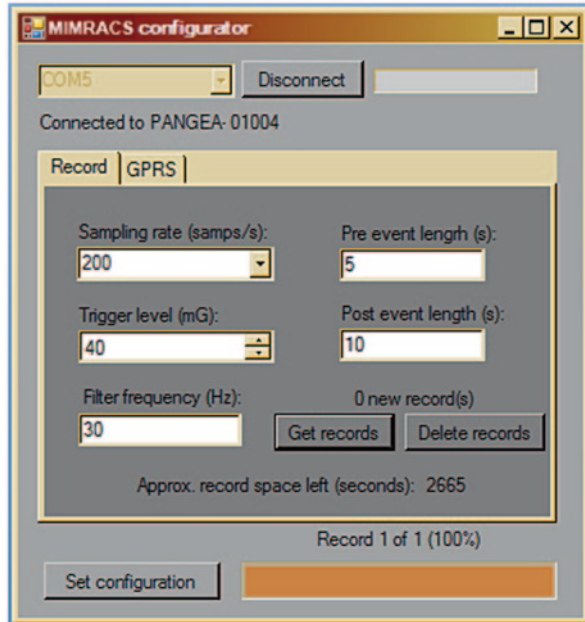 MIMRACS configurator
COM5
Disconnect
Connected to PANGEA- 01004
Record GPRS
Sampling rate (samps/s): Pre event lengrh (s):
200 5
Trigger level (mG): Post event length (s):
40 10
Filter frequency (Hz): 0 new record(s)
30 Get records Delete records
Approx. record space left (seconds): 2665
Record 1 of 1 (100%)
Set configuration